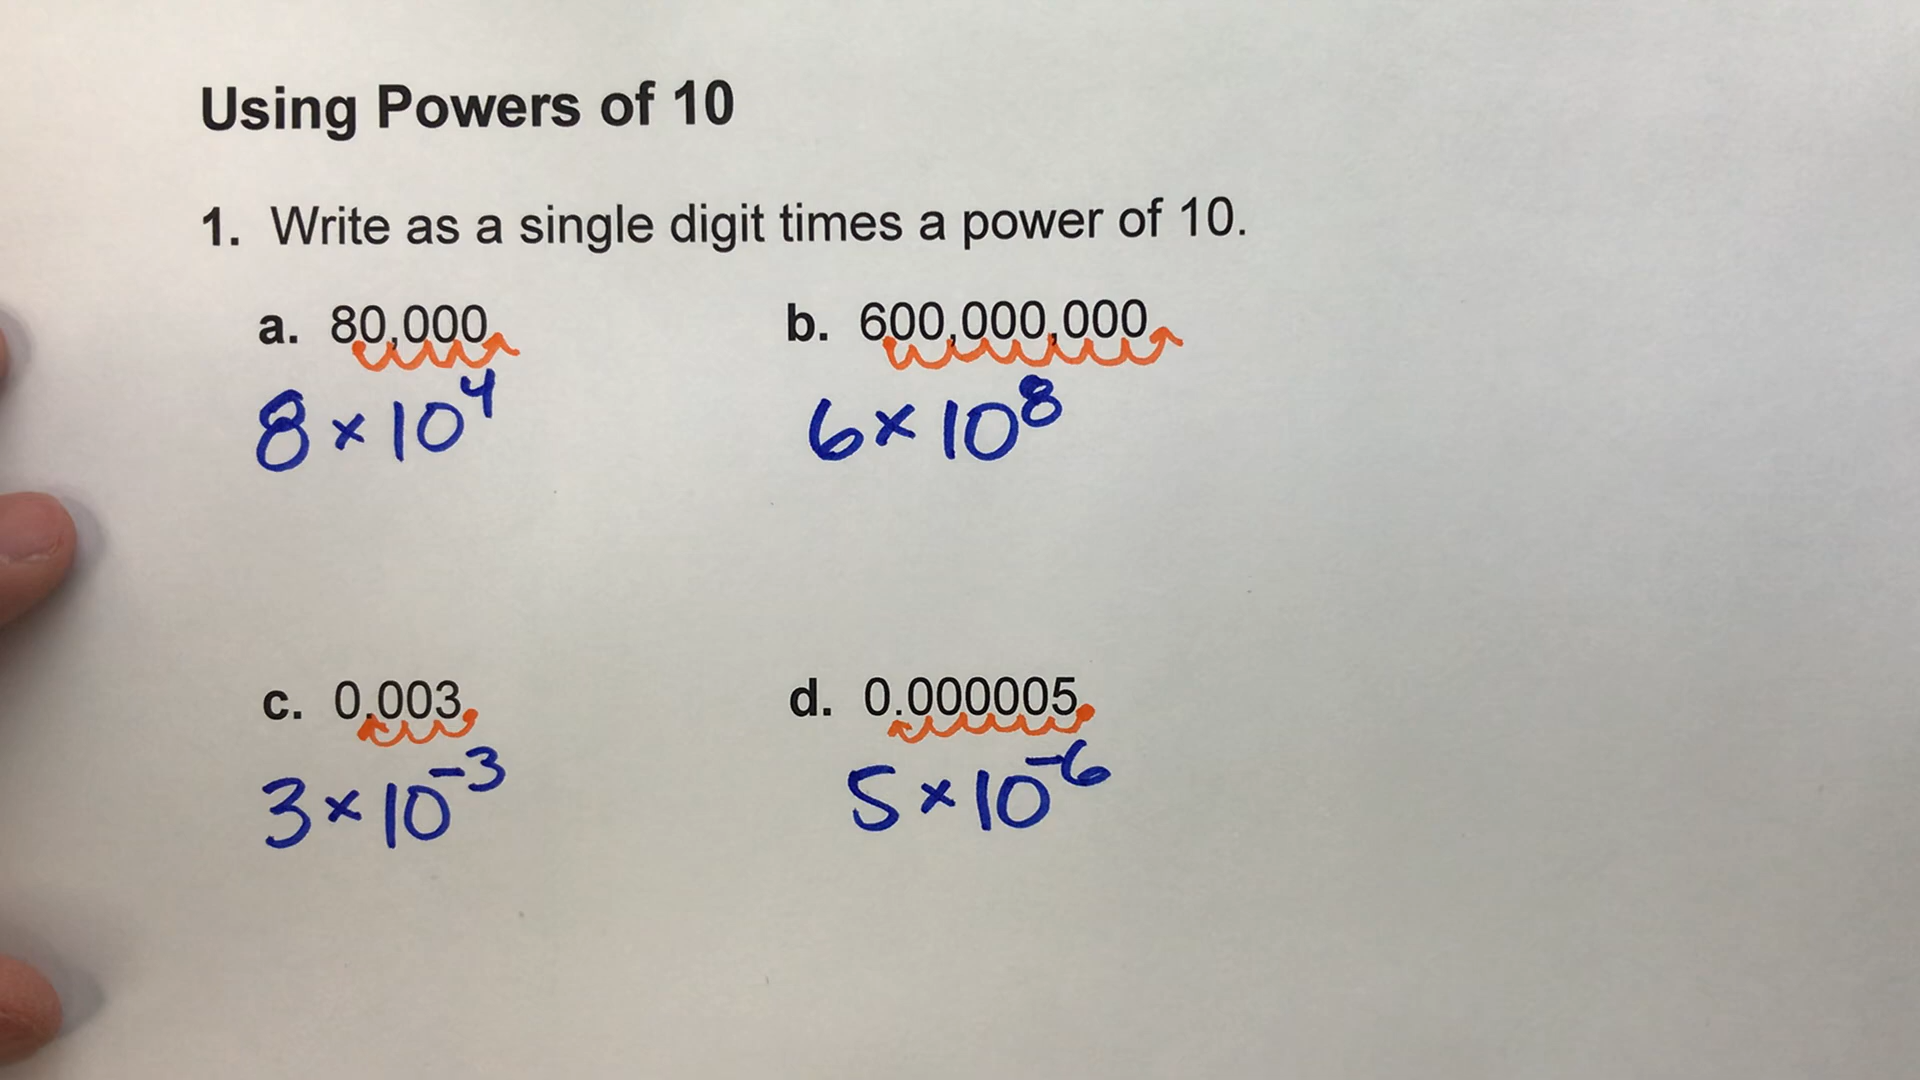 Using Powers of 10
1. Write as a single digit times a power of 10.
a. 80,000 b. 600,000,000
8 × 10⁴ 6 × 10⁸
c. 0.003 d. 0.000005
3 × 10⁻³ 5 × 10⁻⁶